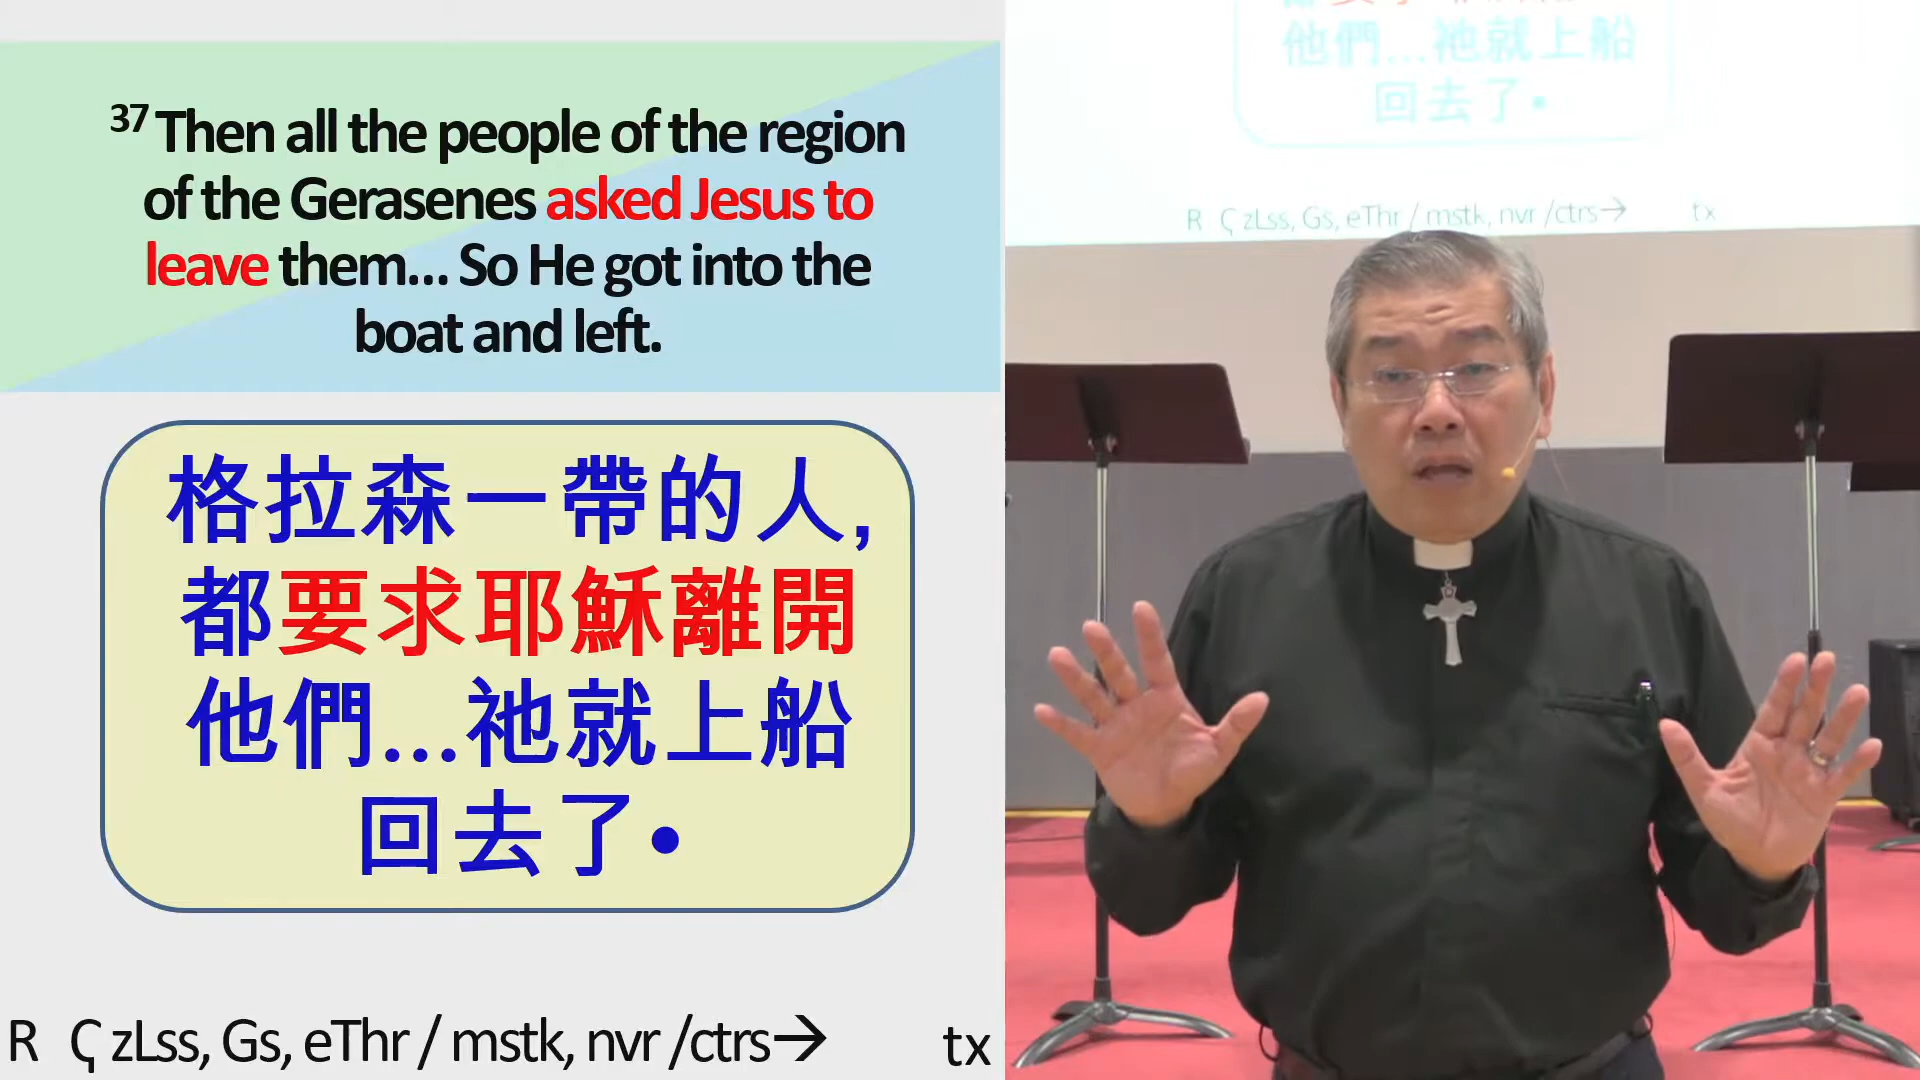 37 Then all the people of the region
of the Gerasenes asked Jesus to
leave them... So He got into the
boat and left.
格拉森一帶的人,
都要求耶穌離開
他們...祂就上船
回去了•
R Ϛ zLss, Gs, eThr / mstk, nvr /ctrs→ tx
他們...祂就上船
回去了•
R Ϛ zLss, Gs, eThr / mstk, nvr /ctrs→ tx